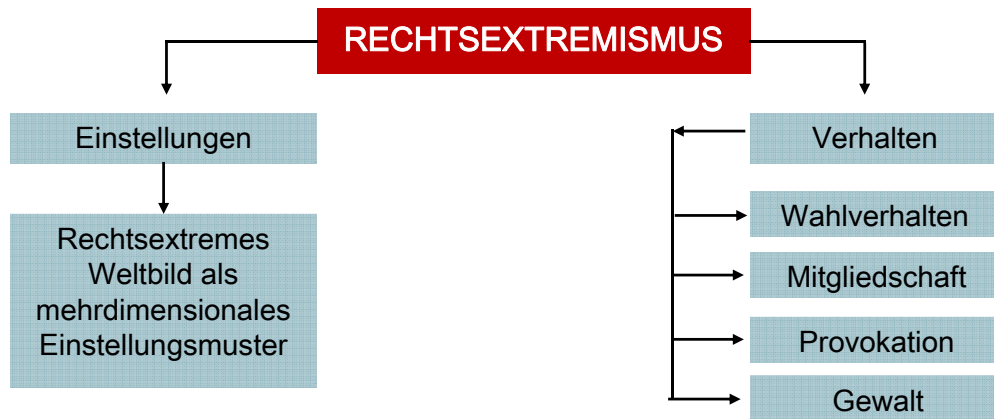 RECHTSEXTREMISMUS
Einstellungen
Rechtsextremes
Weltbild als
mehrdimensionales
Einstellungsmuster
Verhalten
Wahlverhalten
Mitgliedschaft
Provokation
Gewalt